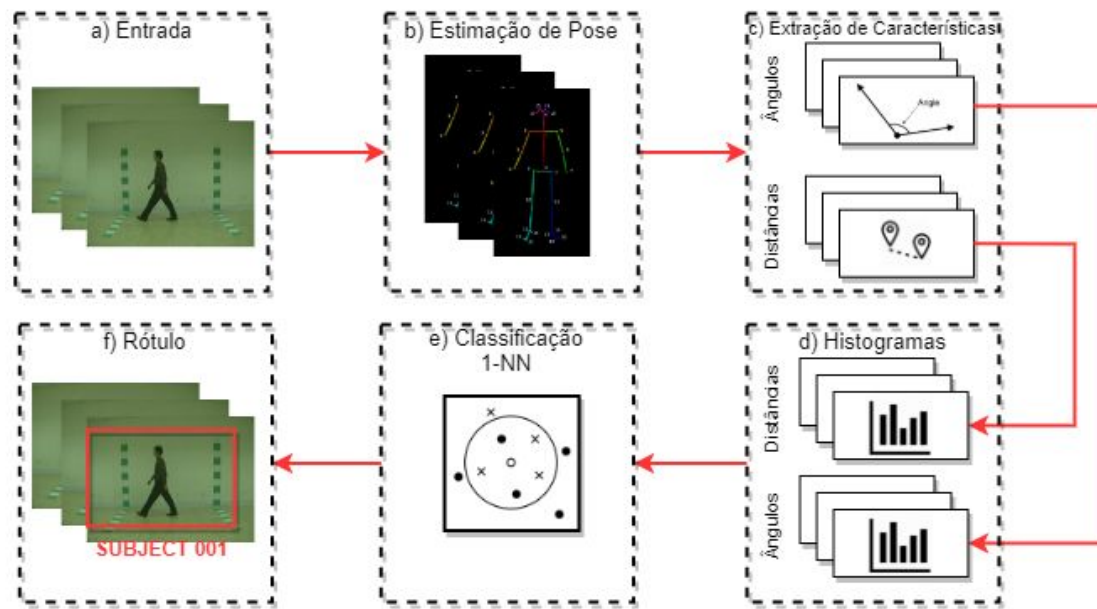 a) Entrada
b) Estimação de Pose
c) Extração de Características
Ângulos
Angle
Distâncias
f) Rótulo
SUBJECT 001
e) Classificação
1-NN
d) Histogramas
Distâncias
Ângulos